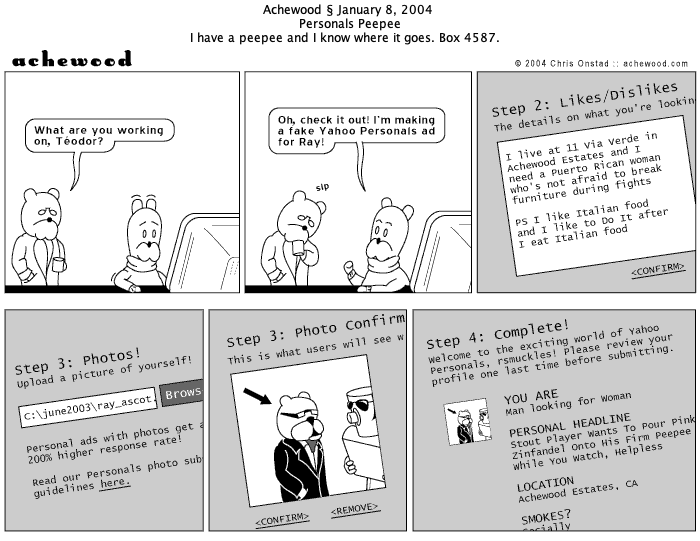 Achewood § January 8, 2004
Personals Peepee
I have a peepee and I know where it goes. Box 4587.
achewood
© 2004 Chris Onstad :: achewood.com
What are you working
on, Téodor?
Oh, check it out! I'm making
a fake Yahoo Personals ad
for Ray!
sip
Step 2: Likes/Dislikes
The details on what you're lookin
I live at 11 Via Verde in
Achewood Estates and I
need a Puerto Rican woman
who's not afraid to break
furniture during fights
PS I like Italian food
and I like to Do It after
I eat Italian food
<CONFIRM>
Step 3: Photos!
Upload a picture of yourself!
C:\june2003\ray_ascot.
Brows
Personal ads with photos get a
200% higher response rate!
Read our Personals photo sub
guidelines here.
Step 3: Photo Confirm
This is what users will see w
<CONFIRM>
<REMOVE>
Step 4: Complete!
Welcome to the exciting world of Yahoo
Personals, rsmuckles! Please review your
profile one last time before submitting.
YOU ARE
Man looking for Woman
PERSONAL HEADLINE
Stout Player Wants To Pour Pink
Zinfandel Onto His Firm Peepee
While You Watch, Helpless
LOCATION
Achewood Estates, CA
SMOKES?
Socially